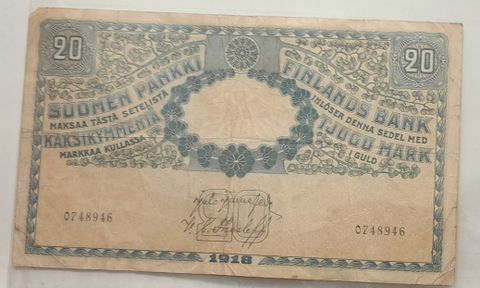 20
20
SUOMEN PANKKI
MAKSAA TÄSTÄ SETELISTÄ
KAKSIKYMMENTÄ
MARKKAA KULLASSA
FINLANDS BANK
INLÖSER DENNA SEDEL MED
TJUGO MARK
I GULD
0748946
20
0748946
1918